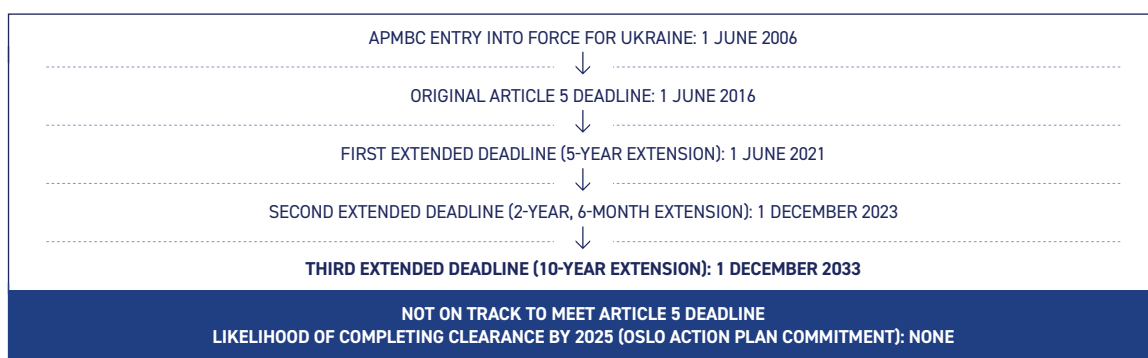 APMBC ENTRY INTO FORCE FOR UKRAINE: 1 JUNE 2006
ORIGINAL ARTICLE 5 DEADLINE: 1 JUNE 2016
FIRST EXTENDED DEADLINE (5-YEAR EXTENSION): 1 JUNE 2021
SECOND EXTENDED DEADLINE (2-YEAR, 6-MONTH EXTENSION): 1 DECEMBER 2023
THIRD EXTENDED DEADLINE (10-YEAR EXTENSION): 1 DECEMBER 2033
NOT ON TRACK TO MEET ARTICLE 5 DEADLINE
LIKELIHOOD OF COMPLETING CLEARANCE BY 2025 (OSLO ACTION PLAN COMMITMENT): NONE